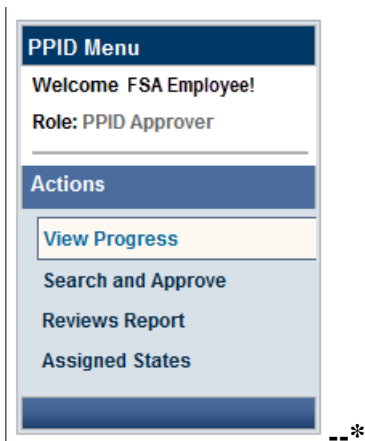 PPID Menu
Welcome FSA Employee!
Role: PPID Approver
Actions
View Progress
Search and Approve
Reviews Report
Assigned States
--*